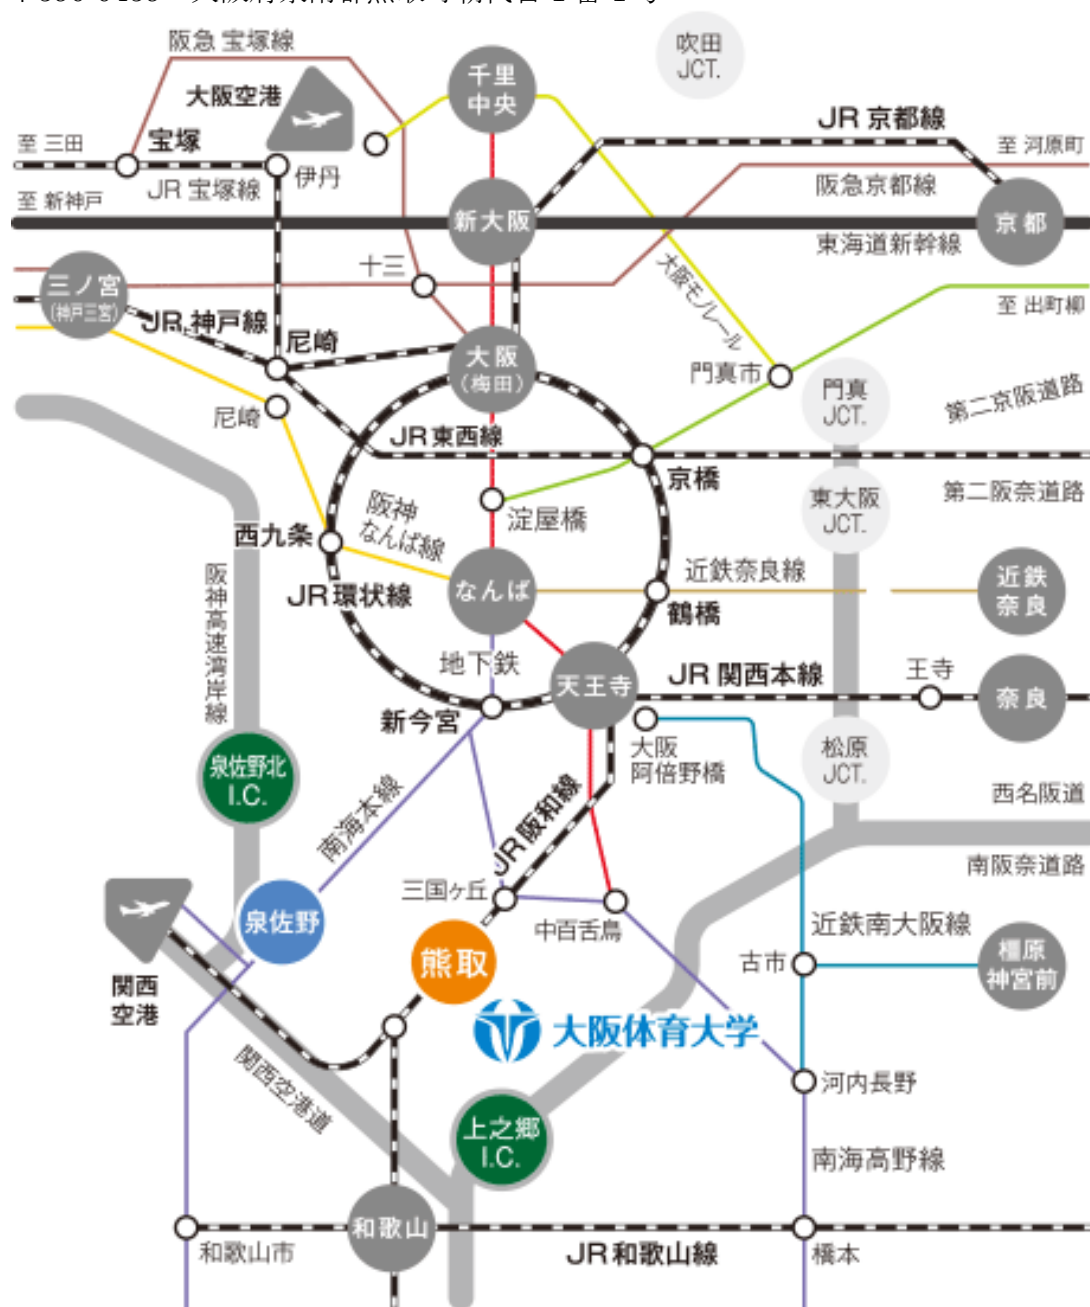 阪急 宝塚線
吹田
JCT.
千里
中央
大阪空港
JR 京都線
至 三田
宝塚
至 河原町
伊丹
JR 宝塚線
阪急京都線
至 新神戸
新大阪
京都
東海道新幹線
十三
大阪モノレール
三ノ宮
(神戸三宮)
至 出町柳
JR 神戸線
尼崎
大阪
(梅田)
門真市
門真
JCT.
第二京阪道路
尼崎
JR 東西線
京橋
東大阪
JCT.
第二阪奈道路
阪神
なんば線
淀屋橋
西九条
阪神高速湾岸線
JR 環状線
なんば
近鉄奈良線
近鉄
奈良
鶴橋
地下鉄
天王寺
JR 関西本線
王寺
奈良
新今宮
大阪
阿倍野橋
松原
JCT.
泉佐野北
I.C.
西名阪道
南海本線
JR 阪和線
南阪奈道路
三国ヶ丘
中百舌鳥
泉佐野
近鉄南大阪線
熊取
古市
橿原
神宮前
関西
空港
大阪体育大学
関西空港道
河内長野
上之郷
I.C.
南海高野線
和歌山
和歌山市
JR 和歌山線
橋本